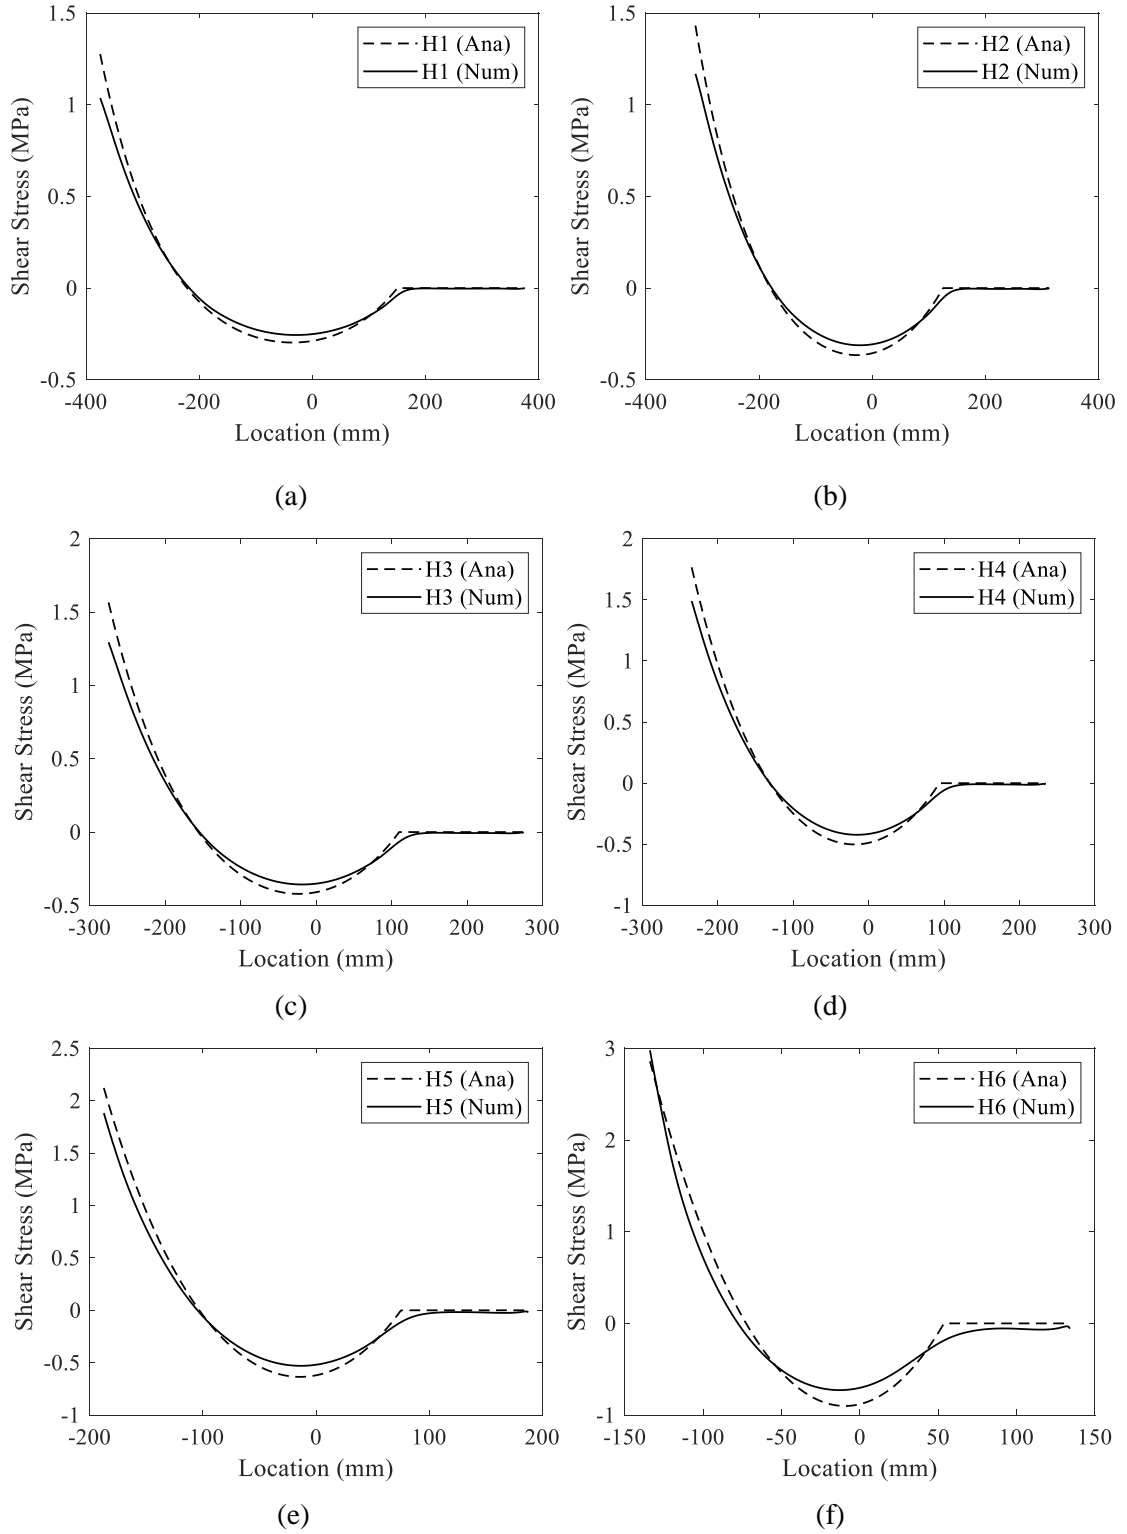 1.5
1
0.5
0
-0.5
Shear Stress (MPa)
H1 (Ana)
H1 (Num)
-400 -200 0 200 400
Location (mm)
(a)
1.5
1
0.5
0
-0.5
Shear Stress (MPa)
H2 (Ana)
H2 (Num)
-400 -200 0 200 400
Location (mm)
(b)
2
1.5
1
0.5
0
-0.5
Shear Stress (MPa)
H3 (Ana)
H3 (Num)
-300 -200 -100 0 100 200 300
Location (mm)
(c)
2
1.5
1
0.5
0
-0.5
-1
Shear Stress (MPa)
H4 (Ana)
H4 (Num)
-300 -200 -100 0 100 200 300
Location (mm)
(d)
2.5
2
1.5
1
0.5
0
-0.5
-1
Shear Stress (MPa)
H5 (Ana)
H5 (Num)
-200 -100 0 100 200
Location (mm)
(e)
3
2
1
0
-1
Shear Stress (MPa)
H6 (Ana)
H6 (Num)
-150 -100 -50 0 50 100 150
Location (mm)
(f)